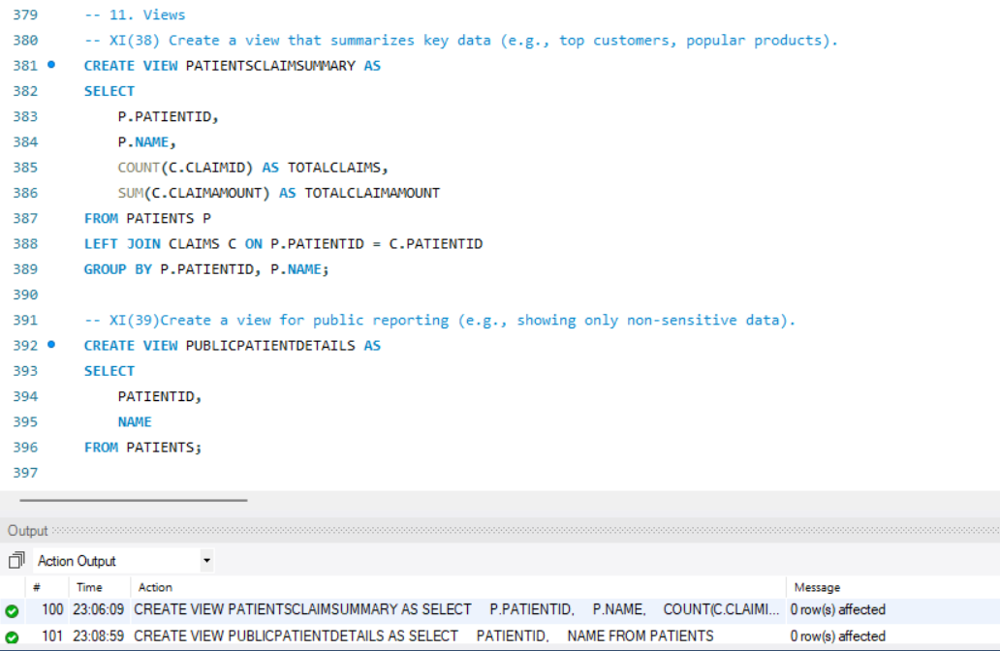 379 -- 11. Views
380 -- XI(38) Create a view that summarizes key data (e.g., top customers, popular products).
381 CREATE VIEW PATIENTSCLAIMSUMMARY AS
382 SELECT
383 P.PATIENTID,
384 P.NAME,
385 COUNT(C.CLAIMID) AS TOTALCLAIMS,
386 SUM(C.CLAIMAMOUNT) AS TOTALCLAIMAMOUNT
387 FROM PATIENTS P
388 LEFT JOIN CLAIMS C ON P.PATIENTID = C.PATIENTID
389 GROUP BY P.PATIENTID, P.NAME;
390
391 -- XI(39)Create a view for public reporting (e.g., showing only non-sensitive data).
392 CREATE VIEW PUBLICPATIENTDETAILS AS
393 SELECT
394 PATIENTID,
395 NAME
396 FROM PATIENTS;
397
Output
Action Output
# Time Action Message
100 23:06:09 CREATE VIEW PATIENTSCLAIMSUMMARY AS SELECT P.PATIENTID, P.NAME, COUNT(C.CLAIMI... 0 row(s) affected
101 23:08:59 CREATE VIEW PUBLICPATIENTDETAILS AS SELECT PATIENTID, NAME FROM PATIENTS 0 row(s) affected